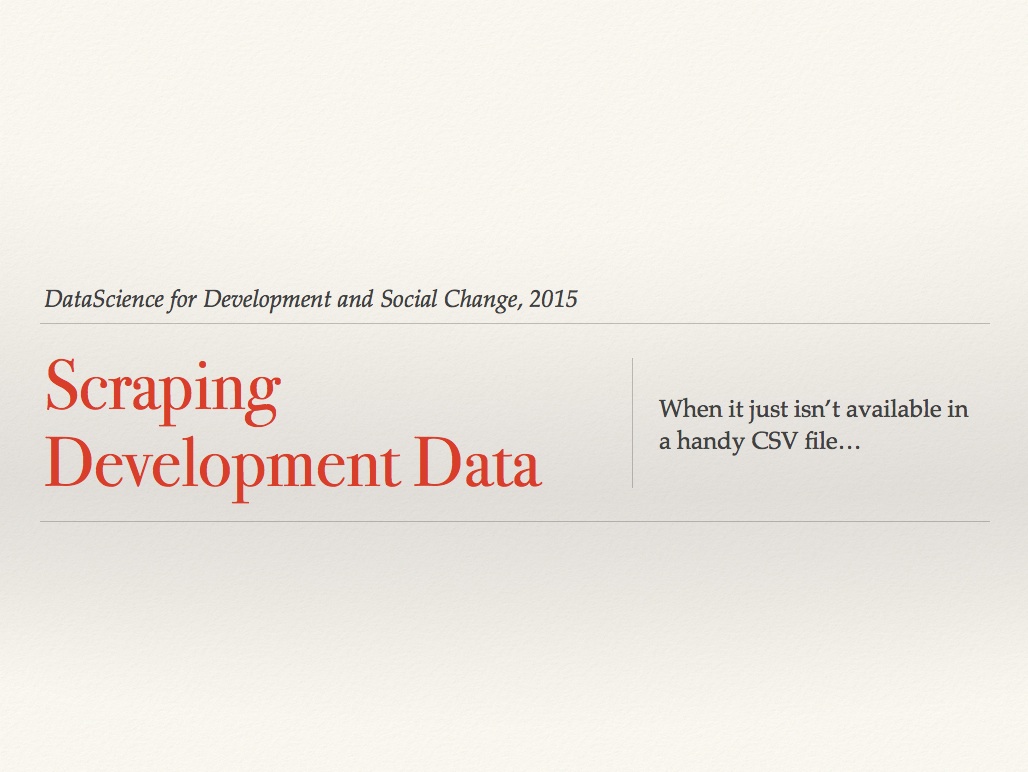 DataScience for Development and Social Change, 2015
Scraping
Development Data
When it just isn’t available in
a handy CSV file…